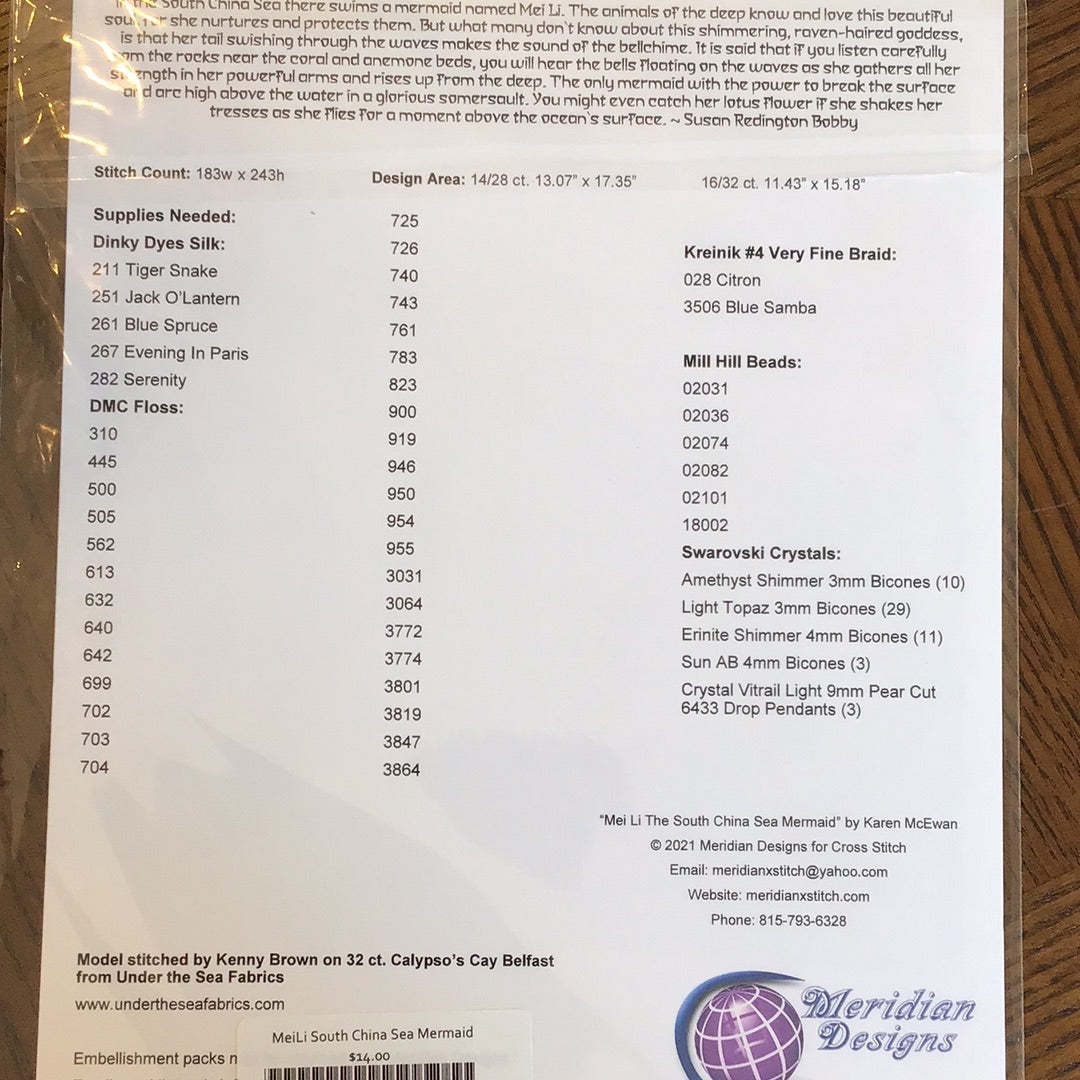 in the South China Sea there swims a mermaid named Mei Li. The animals of the deep know and love this beautiful
soul for she nurtures and protects them. But what many don`t know about this shimmering, raven-haired goddess,
is that her tail swishing through the waves makes the sound of the bellchime. It is said that if you listen carefully
from the rocks near the coral and anemone beds, you will hear the bells floating on the waves as she gathers all her
strength in her powerful arms and rises up from the deep. The only mermaid with the power to break the surface
and arc high above the water in a glorious somersault. You might even catch her lotus flower if she shakes her
tresses as she flies for a moment above the ocean`s surface. ~ Susan Redington Bobby
Stitch Count: 183w x 243h
Design Area: 14/28 ct. 13.07” x 17.35”
16/32 ct. 11.43” x 15.18”
Supplies Needed:
Dinky Dyes Silk:
211 Tiger Snake
251 Jack O’Lantern
261 Blue Spruce
267 Evening In Paris
282 Serenity
DMC Floss:
310
445
500
505
562
613
632
640
642
699
702
703
704
725
726
740
743
761
783
823
900
919
946
950
954
955
3031
3064
3772
3774
3801
3819
3847
3864
Kreinik #4 Very Fine Braid:
028 Citron
3506 Blue Samba
Mill Hill Beads:
02031
02036
02074
02082
02101
18002
Swarovski Crystals:
Amethyst Shimmer 3mm Bicones (10)
Light Topaz 3mm Bicones (29)
Erinite Shimmer 4mm Bicones (11)
Sun AB 4mm Bicones (3)
Crystal Vitrail Light 9mm Pear Cut
6433 Drop Pendants (3)
“Mei Li The South China Sea Mermaid” by Karen McEwan
© 2021 Meridian Designs for Cross Stitch
Email: meridianxstitch@yahoo.com
Website: meridianxstitch.com
Phone: 815-793-6328
Model stitched by Kenny Brown on 32 ct. Calypso’s Cay Belfast
from Under the Sea Fabrics
www.undertheseafabrics.com
Embellishment packs
MeiLi South China Sea Mermaid
$14.00
Meridian
Designs